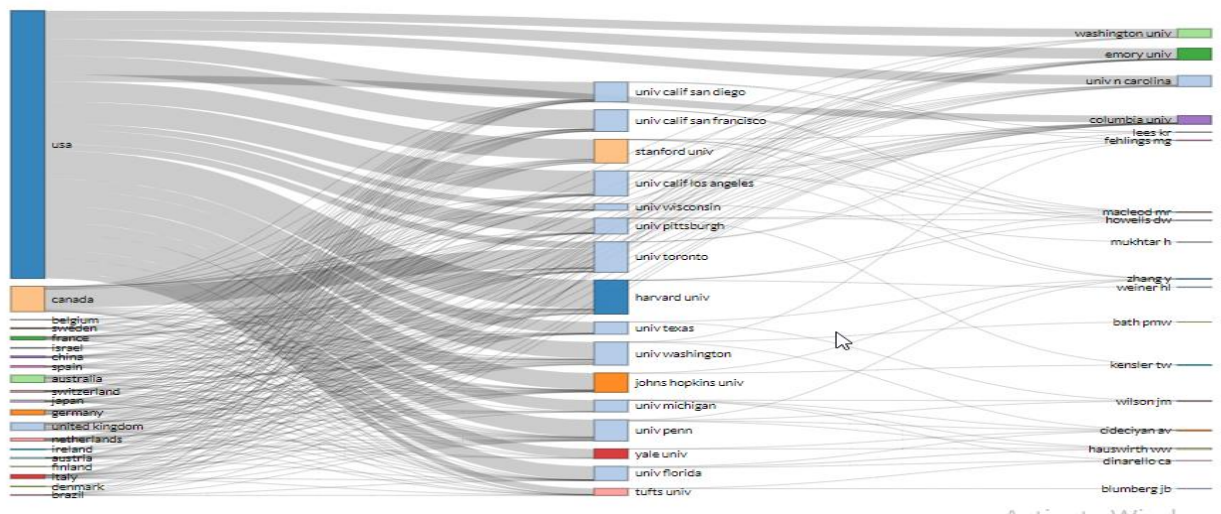 usa
canada
belgium
sweden
france
israel
china
spain
australia
switzerland
japan
germany
united kingdom
netherlands
ireland
austria
finland
italy
denmark
brazil
univ calif san diego
univ calif san francisco
stanford univ
univ calif los angeles
univ wisconsin
univ pittsburgh
univ toronto
harvard univ
univ texas
univ washington
johns hopkins univ
univ michigan
univ penn
yale univ
univ florida
tufts univ
washington univ
emory univ
univ n carolina
columbia univ
lees kr
fehlings mg
macleod mr
howells dw
mukhtar h
zhang y
weiner hl
bath pmw
kensler tw
wilson jm
cideciyan av
hauswirth ww
dinarello ca
blumberg jb